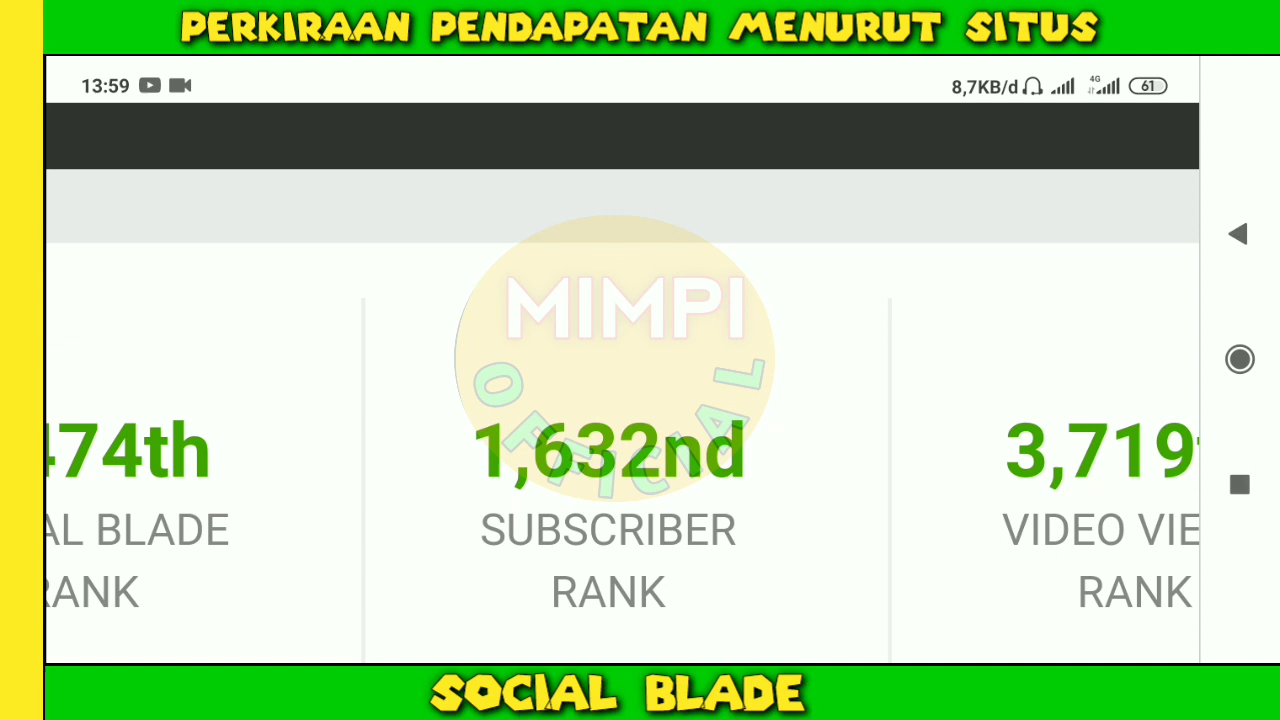 PERKIRAAN PENDAPATAN MENURUT SITUS
13:59
8,7KB/d 4G 61
MIMPI
OFFICIAL
474th
1,632nd
3,719
AL BLADE
SUBSCRIBER
VIDEO VIE
RANK
RANK
RANK
SOCIAL BLADE